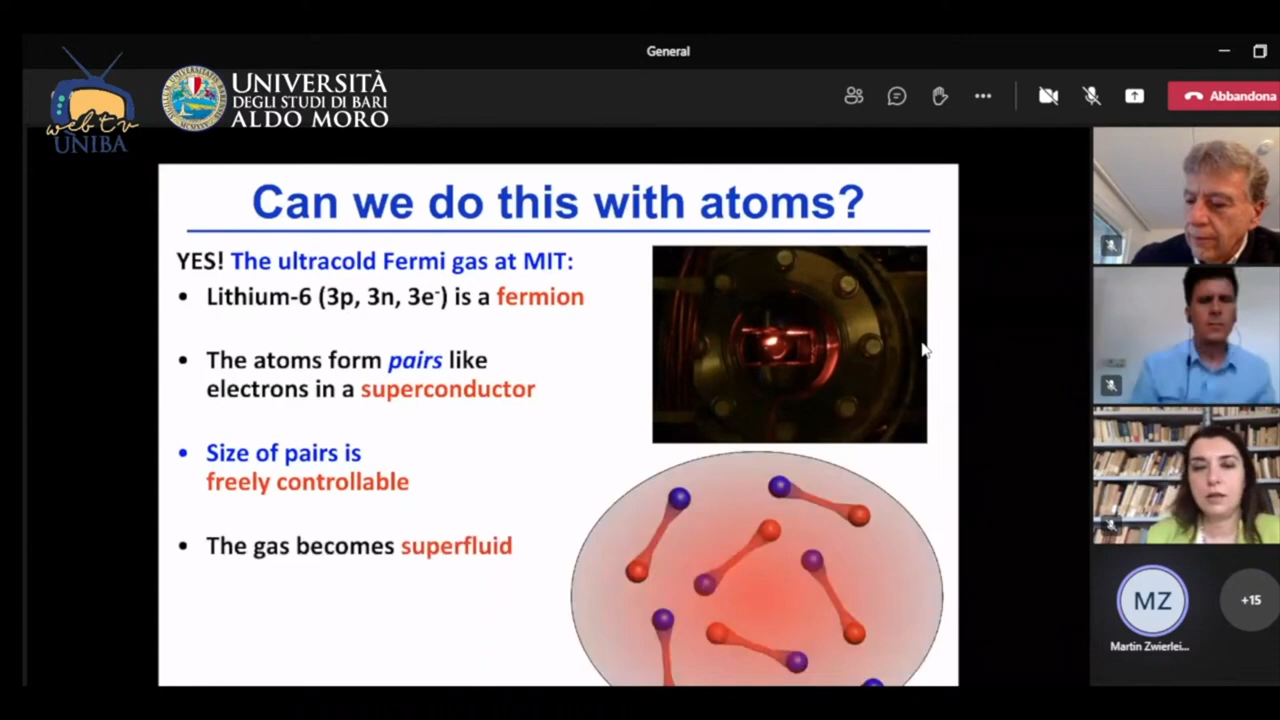 General
web tv
UNIBA
UNIVERSITÀ
DEGLI STUDI DI BARI
ALDO MORO
Abbandona
Can we do this with atoms?
YES! The ultracold Fermi gas at MIT:
• Lithium-6 (3p, 3n, 3e-) is a fermion
• The atoms form pairs like
electrons in a superconductor
• Size of pairs is
freely controllable
• The gas becomes superfluid
MZ
+15
Martin Zwierlei...